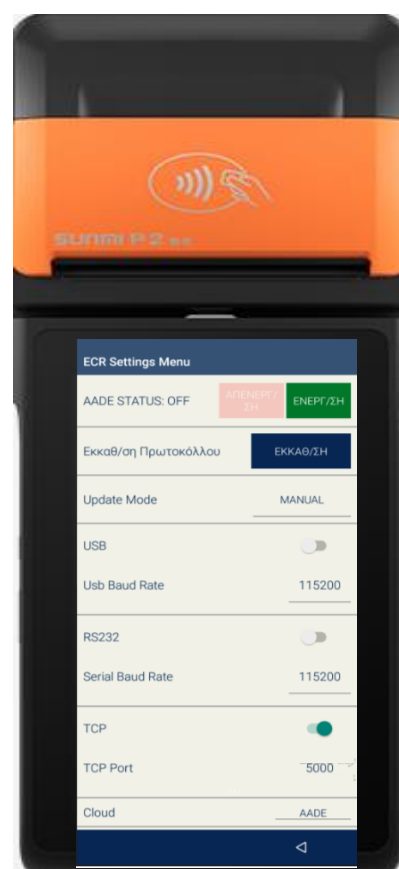 SUNMI P2
ECR Settings Menu
AADE STATUS: OFF
ΑΠΕΝΕΡΓ/
ΣΗ
ΕΝΕΡΓ/ΣΗ
Εκκαθ/ση Πρωτοκόλλου
ΕΚΚΑΘ/ΣΗ
Update Mode
MANUAL
USB
Usb Baud Rate
115200
RS232
Serial Baud Rate
115200
TCP
TCP Port
5000
Cloud
AADE